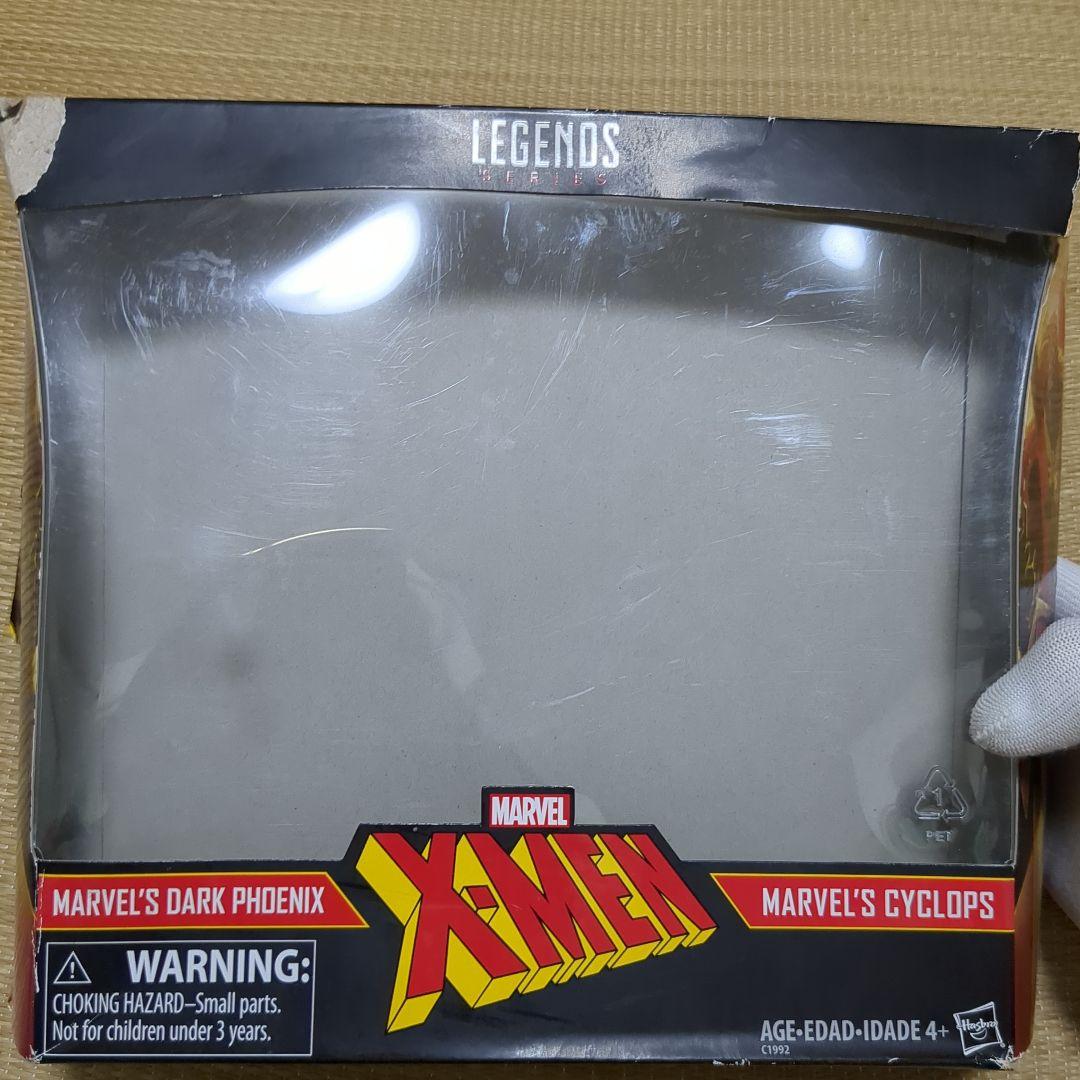 LEGENDS
SERIES
1
PET
MARVEL
X-MEN
MARVEL'S DARK PHOENIX
MARVEL'S CYCLOPS
WARNING:
CHOKING HAZARD–Small parts.
Not for children under 3 years.
AGE•EDAD•IDADE 4+
C1992
Hasbro